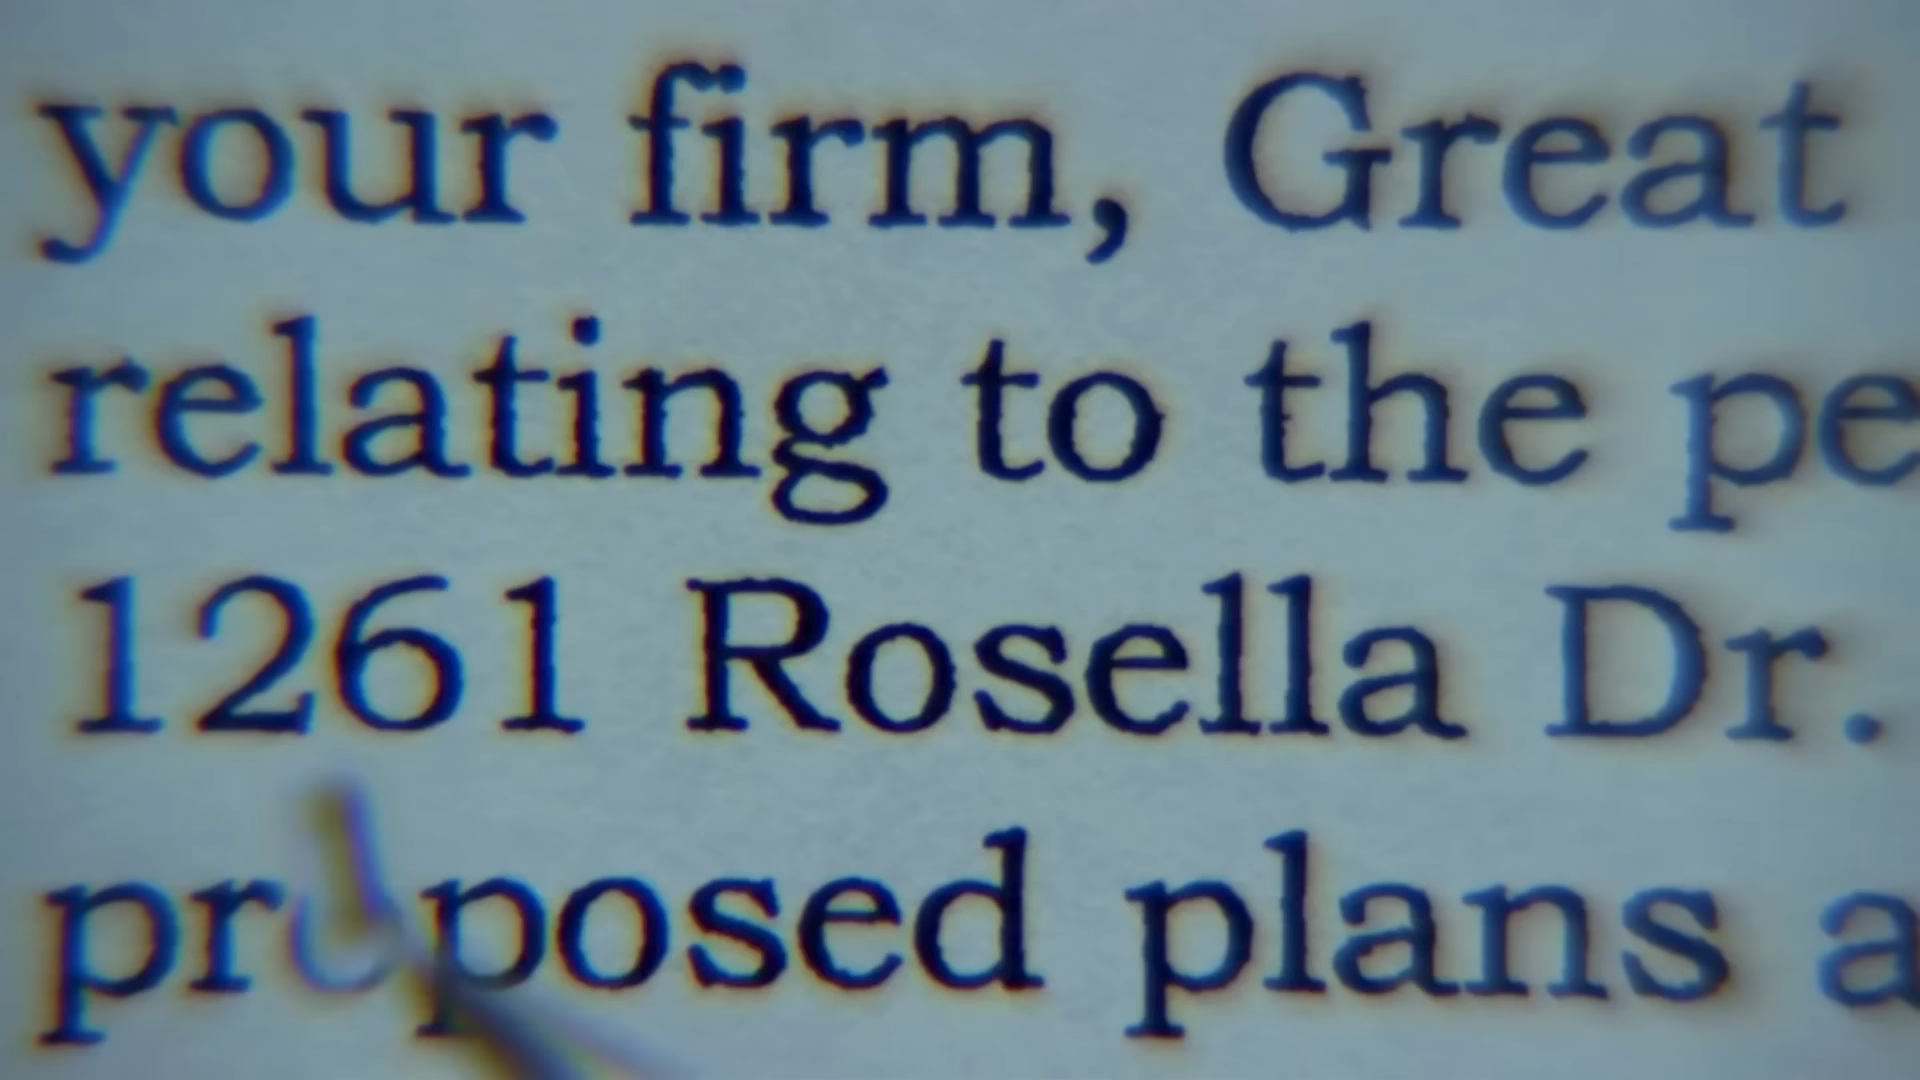 your firm, Great
relating to the pe
1261 Rosella Dr.
proposed plans a